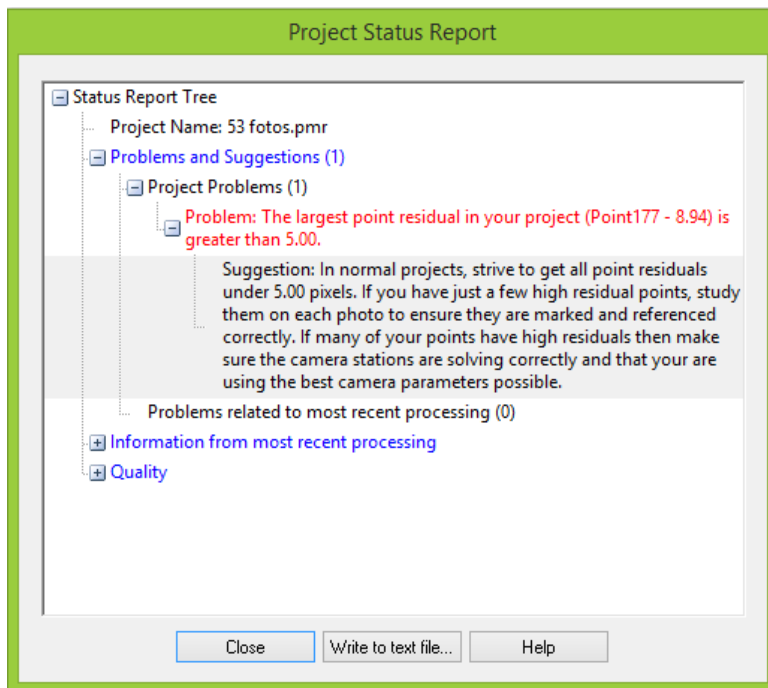 Project Status Report
Status Report Tree
Project Name: 53 fotos.pmr
Problems and Suggestions (1)
Project Problems (1)
Problem: The largest point residual in your project (Point177 - 8.94) is
greater than 5.00.
Suggestion: In normal projects, strive to get all point residuals
under 5.00 pixels. If you have just a few high residual points, study
them on each photo to ensure they are marked and referenced
correctly. If many of your points have high residuals then make
sure the camera stations are solving correctly and that your are
using the best camera parameters possible.
Problems related to most recent processing (0)
Information from most recent processing
Quality
Close
Write to text file...
Help